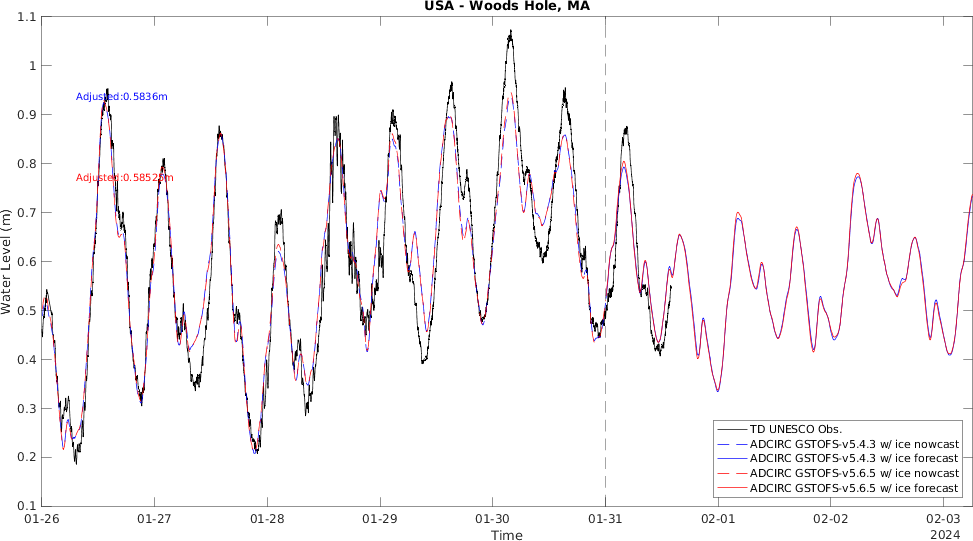 USA - Woods Hole, MA
1.1
1
0.9
0.8
0.7
0.6
0.5
0.4
0.3
0.2
0.1
Water Level (m)
Adjusted:0.5836m
Adjusted:0.58525m
TD UNESCO Obs.
ADCIRC GSTOFS-v5.4.3 w/ ice nowcast
ADCIRC GSTOFS-v5.4.3 w/ ice forecast
ADCIRC GSTOFS-v5.6.5 w/ ice nowcast
ADCIRC GSTOFS-v5.6.5 w/ ice forecast
01-26 01-27 01-28 01-29 01-30 01-31 02-01 02-02 02-03
Time
2024